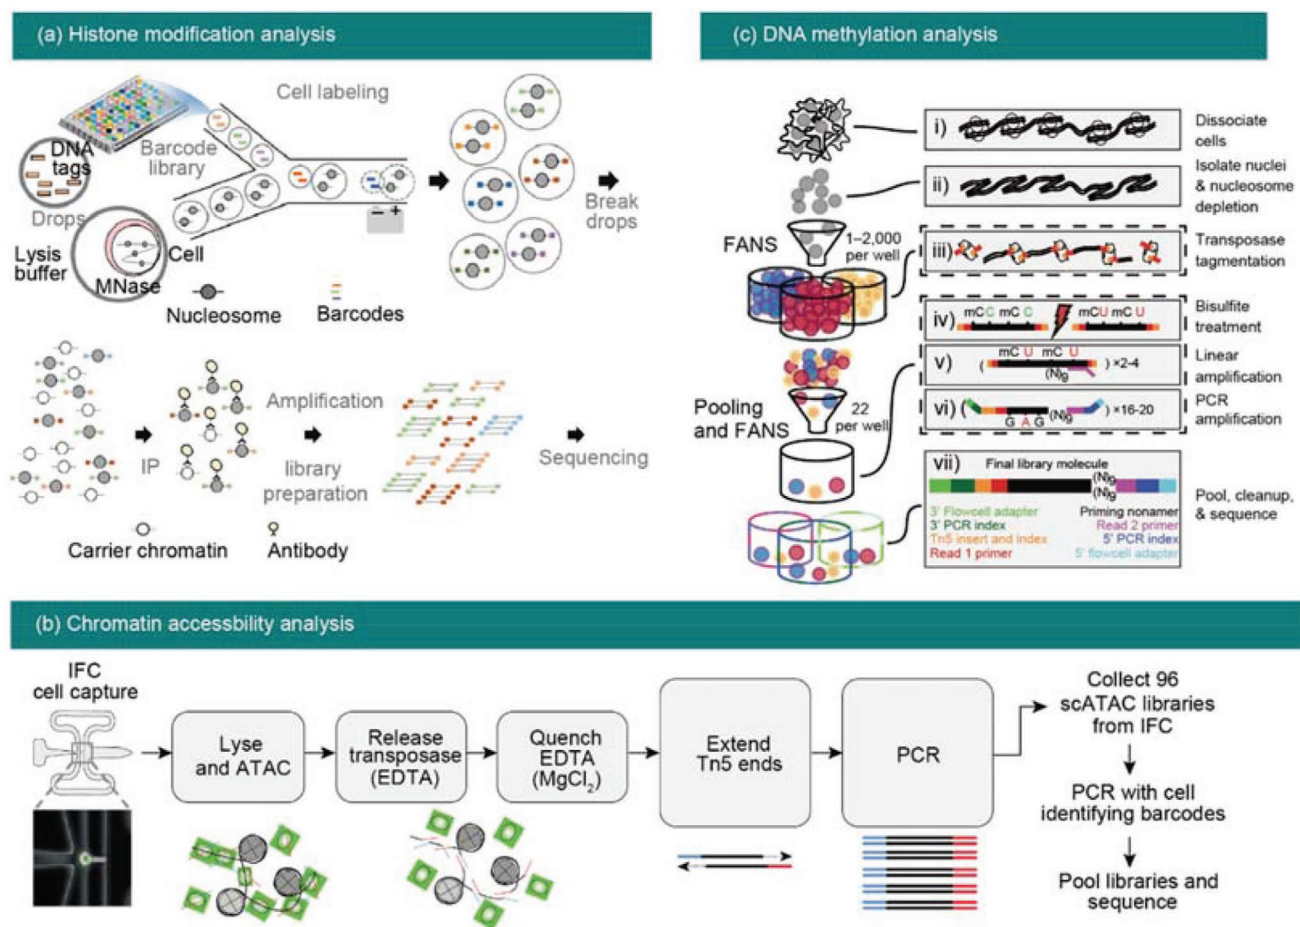 (a) Histone modification analysis
Cell labeling
DNA
tags
Barcode
library
Drops
Lysis
buffer
Cell
MNase
Nucleosome
Barcodes
− +
Break
drops
IP
Amplification
library
preparation
Sequencing
Carrier chromatin
Antibody
(c) DNA methylation analysis
i)
Dissociate
cells
ii)
Isolate nuclei
& nucleosome
depletion
FANS
1–2,000
per well
iii)
Transposase
tagmentation
iv)
mCC mC C
mCU mC U
Bisulfite
treatment
v)
mC U mC U
(N)9
( ) ×2-4
Linear
amplification
vi)
G A G
(N)9
( ) ×16-20
PCR
amplification
Pooling
and FANS
22
per well
vii)
Final library molecule
(N)9
(N)9
3' Flowcell adapter
3' PCR index
Tn5 insert and index
Read 1 primer
Priming nonamer
Read 2 primer
5' PCR index
5' flowcell adapter
Pool, cleanup,
& sequence
(b) Chromatin accessbility analysis
IFC
cell capture
Lyse
and ATAC
Release
transposase
(EDTA)
Quench
EDTA
(MgCl2)
Extend
Tn5 ends
PCR
Collect 96
scATAC libraries
from IFC
PCR with cell
identifying barcodes
Pool libraries and
sequence